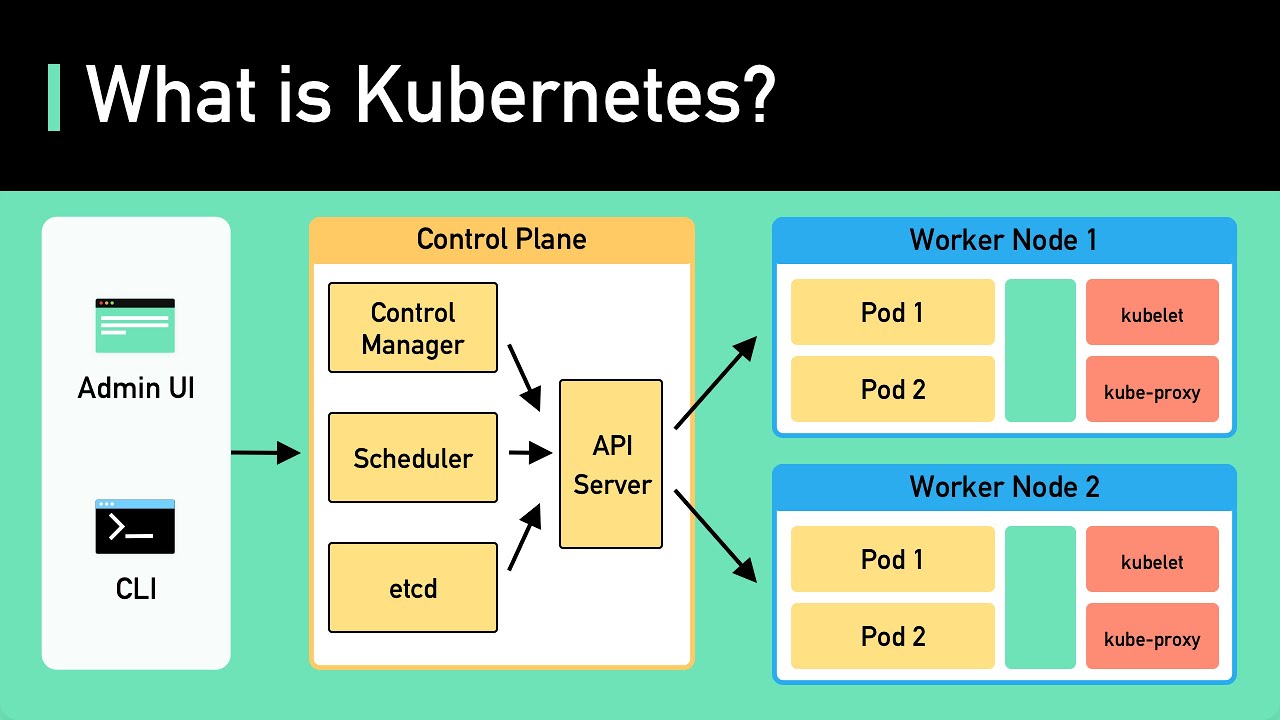 What is Kubernetes?
Admin UI
>_
CLI
Control Plane
Control
Manager
Scheduler
etcd
API
Server
Worker Node 1
Pod 1
Pod 2
kubelet
kube-proxy
Worker Node 2
Pod 1
Pod 2
kubelet
kube-proxy